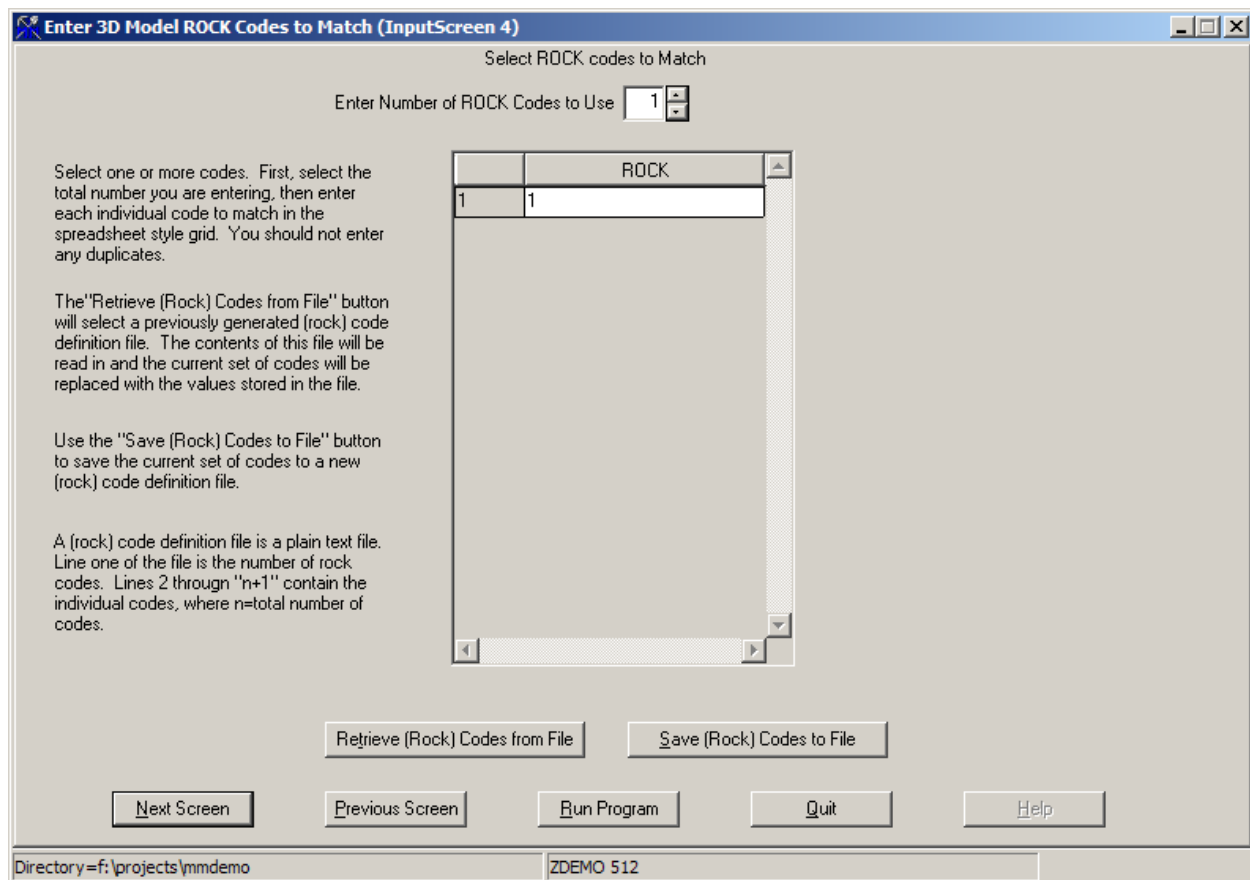 Enter 3D Model ROCK Codes to Match (InputScreen 4)
Select ROCK codes to Match
Enter Number of ROCK Codes to Use 1
Select one or more codes. First, select the
total number you are entering, then enter
each individual code to match in the
spreadsheet style grid. You should not enter
any duplicates.
The"Retrieve (Rock) Codes from File" button
will select a previously generated (rock) code
definition file. The contents of this file will be
read in and the current set of codes will be
replaced with the values stored in the file.
Use the "Save (Rock) Codes to File" button
to save the current set of codes to a new
(rock) code definition file.
A (rock) code definition file is a plain text file.
Line one of the file is the number of rock
codes. Lines 2 througn "n+1" contain the
individual codes, where n=total number of
codes.
ROCK
1 1
Retrieve (Rock) Codes from File Save (Rock) Codes to File
Next Screen Previous Screen Run Program Quit Help
Directory=f:\projects\mmdemo ZDEMO 512